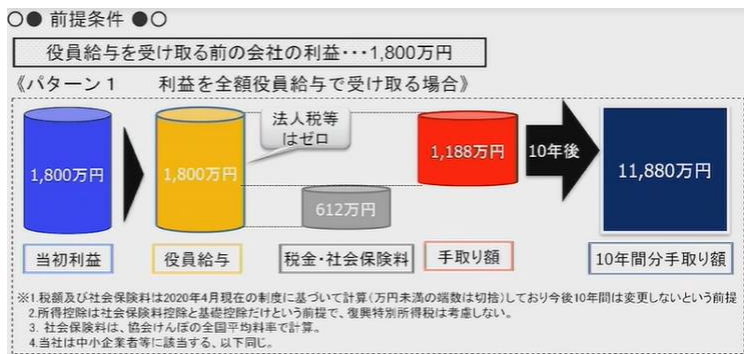 ○● 前提条件 ●○
役員給与を受け取る前の会社の利益･･･1,800万円
《パターン１　利益を全額役員給与で受け取る場合》
法人税等
はゼロ
1,800万円
1,800万円
612万円
1,188万円
10年後
11,880万円
当初利益
役員給与
税金・社会保険料
手取り額
10年間分手取り額
※1.税額及び社会保険料は2020年4月現在の制度に基づいて計算(万円未満の端数は切捨)しており今後10年間は変更しないという前提
2.所得控除は社会保険料控除と基礎控除だけという前提で、復興特別所得税は考慮しない。
3. 社会保険料は、協会けんぽの全国平均料率で計算。
4.当社は中小企業者等に該当する、以下同じ。